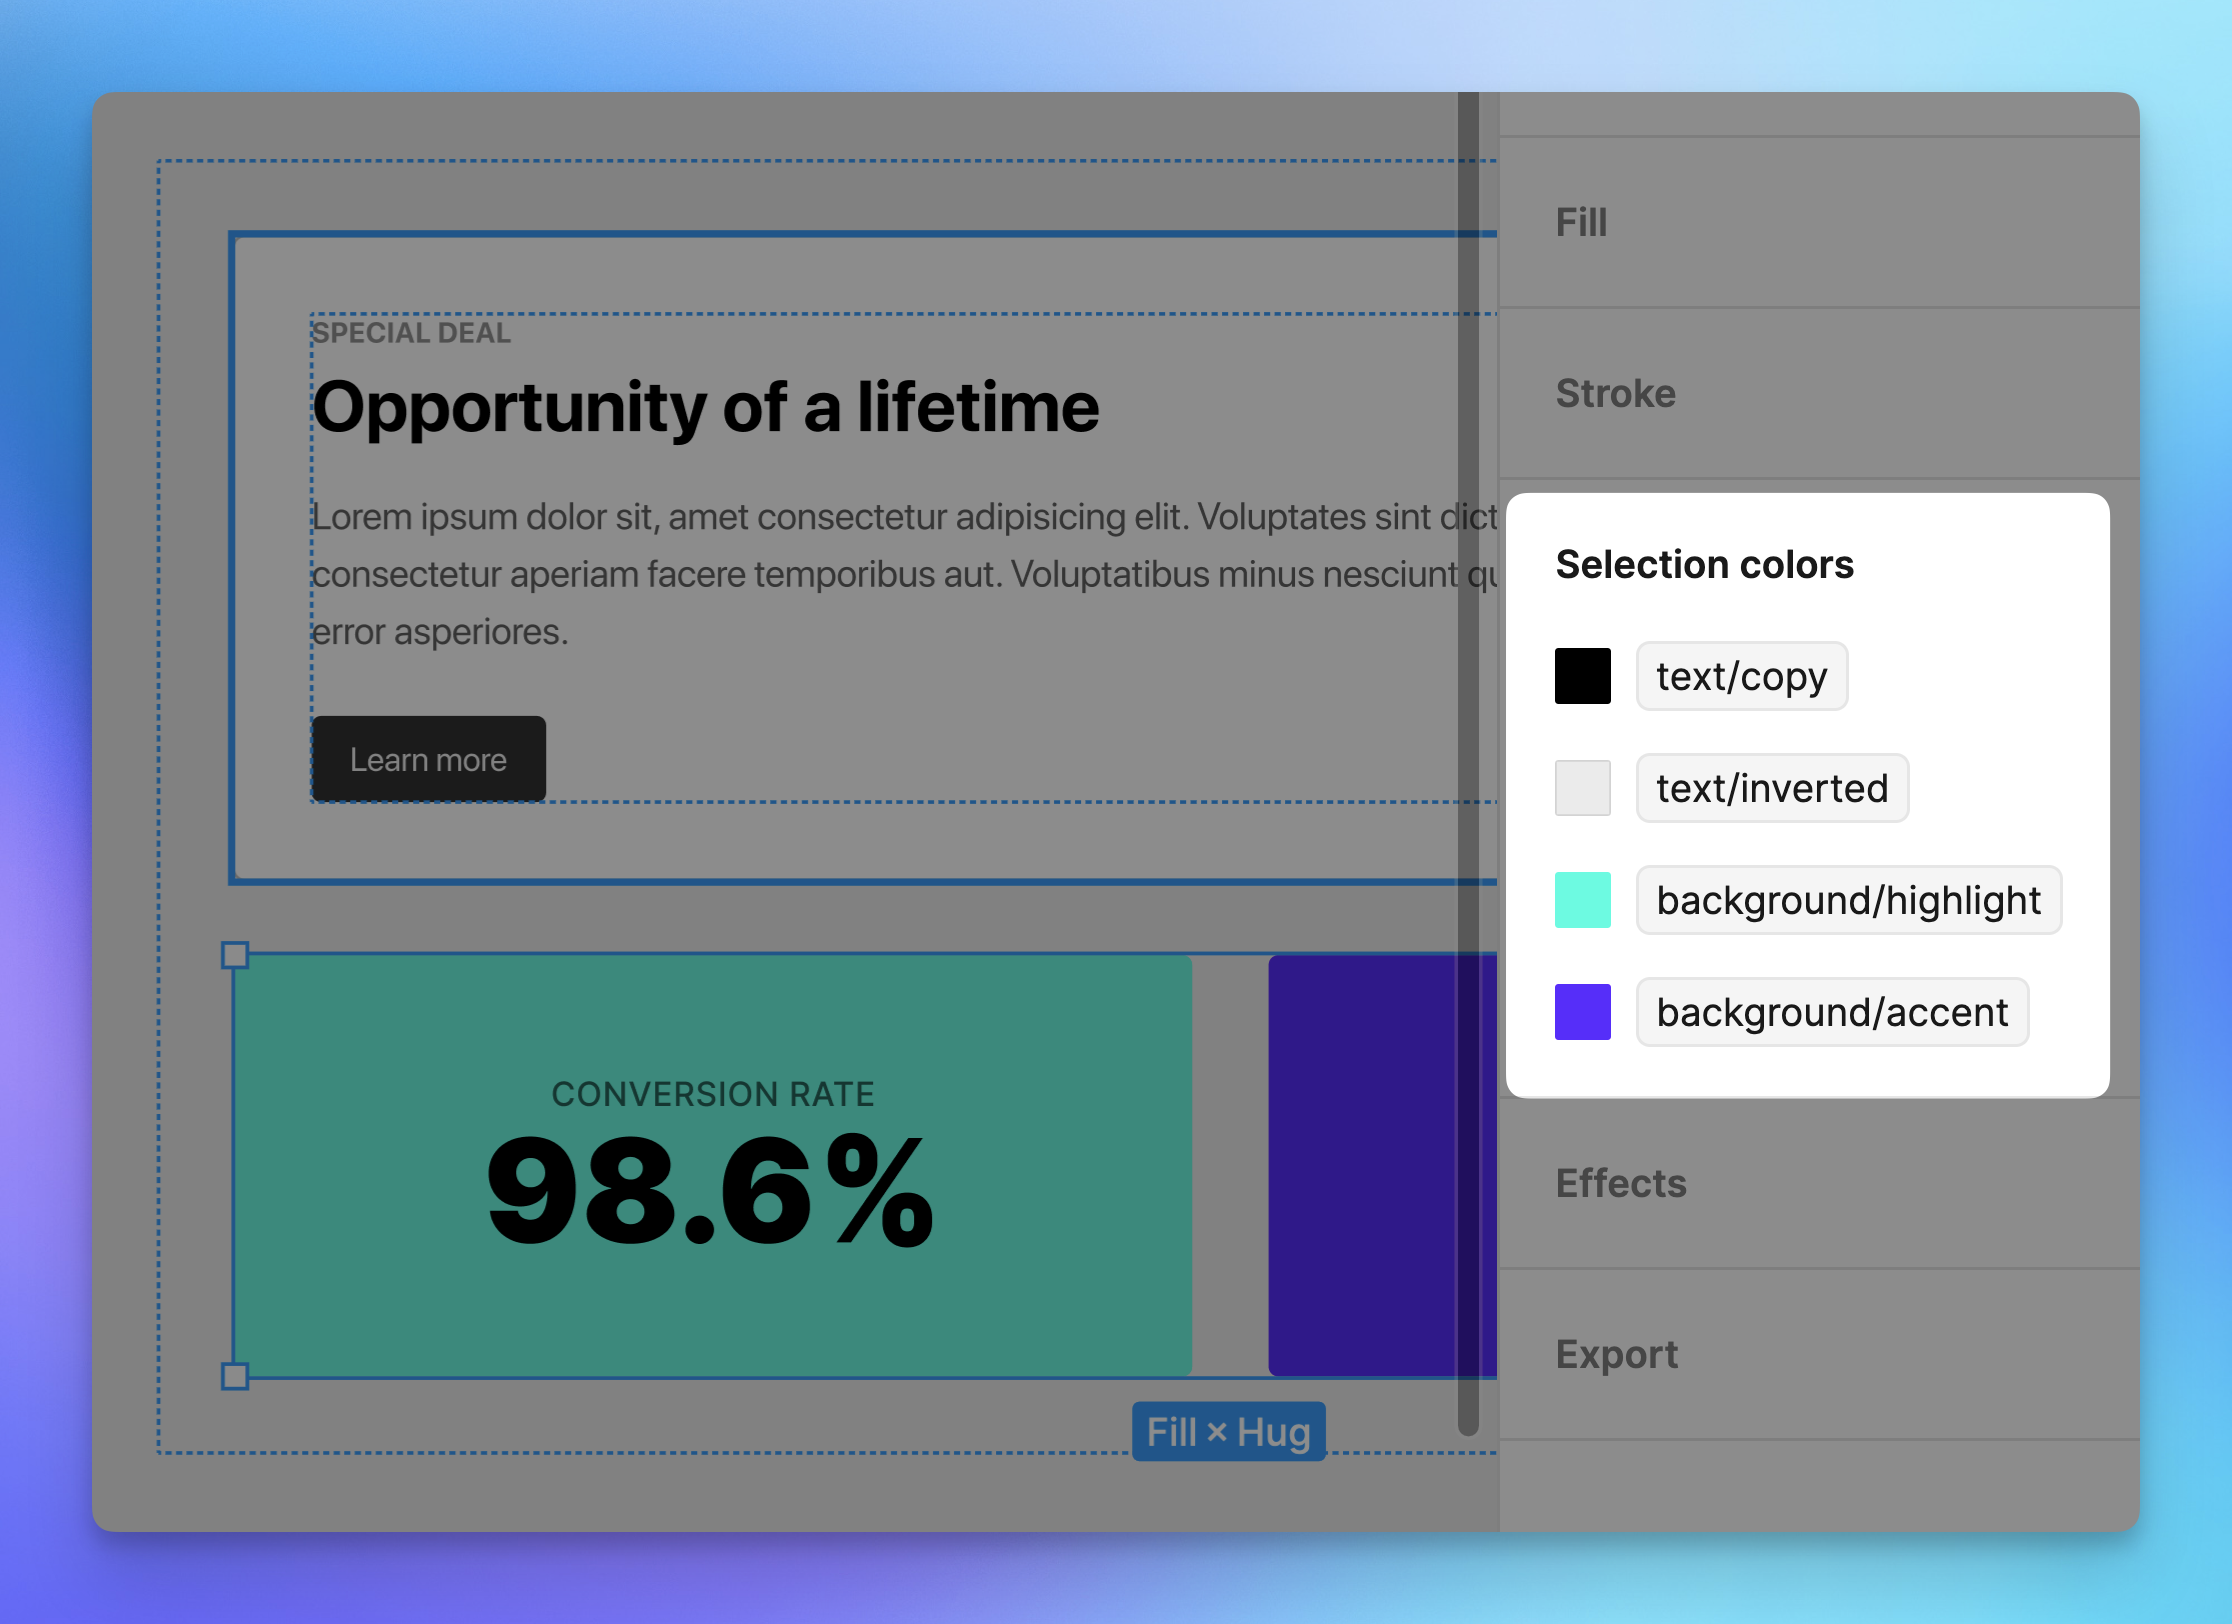 SPECIAL DEAL
Opportunity of a lifetime
Lorem ipsum dolor sit, amet consectetur adipisicing elit. Voluptates sint dict
consectetur aperiam facere temporibus aut. Voluptatibus minus nesciunt qu
error asperiores.
Learn more
CONVERSION RATE
98.6%
Fill × Hug
Fill
Stroke
Selection colors
text/copy
text/inverted
background/highlight
background/accent
Effects
Export